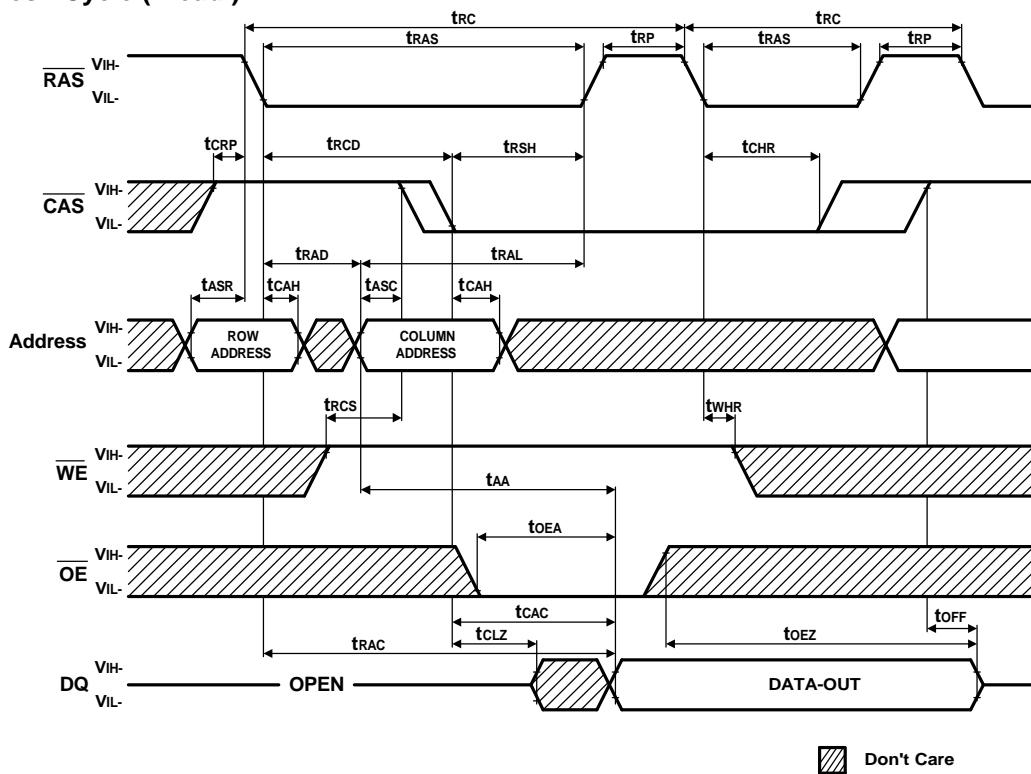 tRC tRC
tRAS tRP tRAS tRP
RAS VIH-
VIL-
tCRP tRCD tRSH tCHR
CAS VIH-
VIL-
tRAD tRAL
tASR tCAH tASC tCAH
Address VIH-
VIL-
ROW
ADDRESS
COLUMN
ADDRESS
tRCS tWHR
WE VIH-
VIL-
tAA
tOEA
OE VIH-
VIL-
tCAC
tCLZ tOEZ tOFF
tRAC
DQ VIH-
VIL-
OPEN DATA-OUT
Don't Care